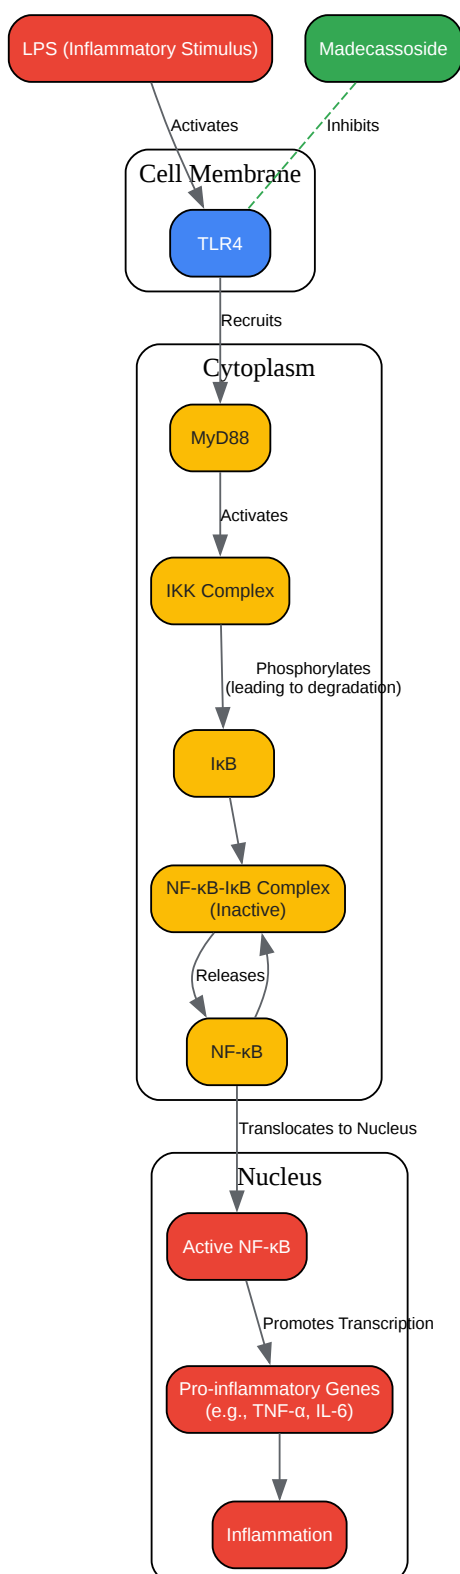 LPS (Inflammatory Stimulus)
Madecassoside
Activates
Inhibits
Cell Membrane
TLR4
Recruits
Cytoplasm
MyD88
Activates
IKK Complex
Phosphorylates
(leading to degradation)
IκB
NF-κB-IκB Complex
(Inactive)
Releases
NF-κB
Translocates to Nucleus
Nucleus
Active NF-κB
Promotes Transcription
Pro-inflammatory Genes
(e.g., TNF-α, IL-6)
Inflammation